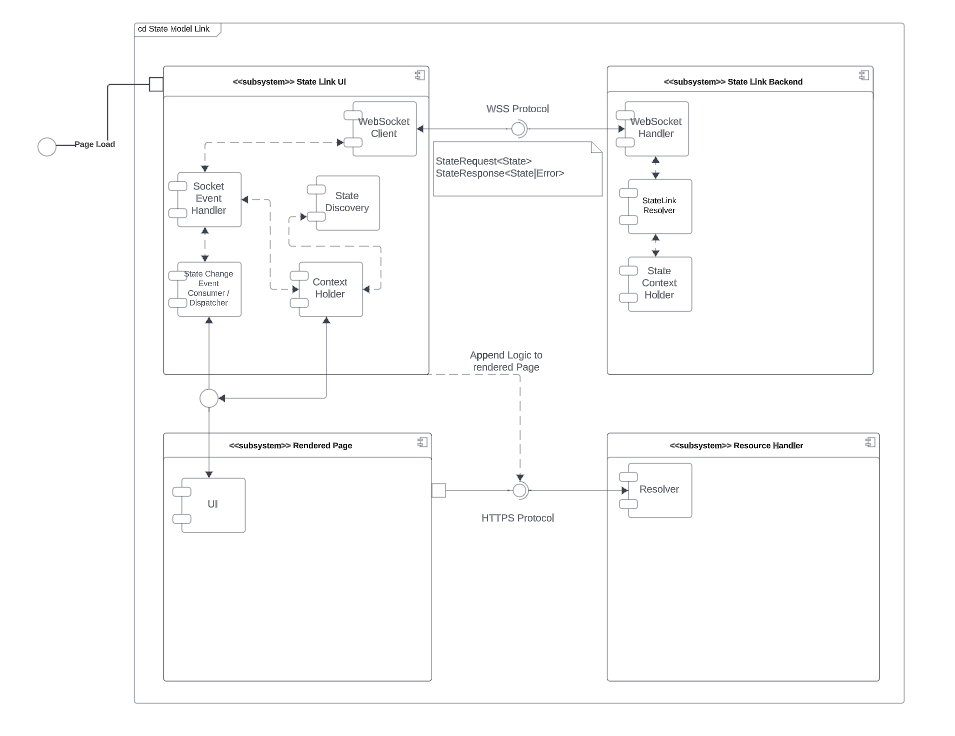 cd State Model Link
<<subsystem>> State Link UI
<<subsystem>> State Link Backend
WebSocket
Client
WSS Protocol
WebSocket
Handler
Page Load
StateRequest<State>
StateResponse<State|Error>
Socket
Event
Handler
State
Discovery
StateLink
Resolver
State Change
Event
Consumer /
Dispatcher
Context
Holder
State
Context
Holder
Append Logic to
rendered Page
<<subsystem>> Rendered Page
<<subsystem>> Resource Handler
UI
Resolver
HTTPS Protocol